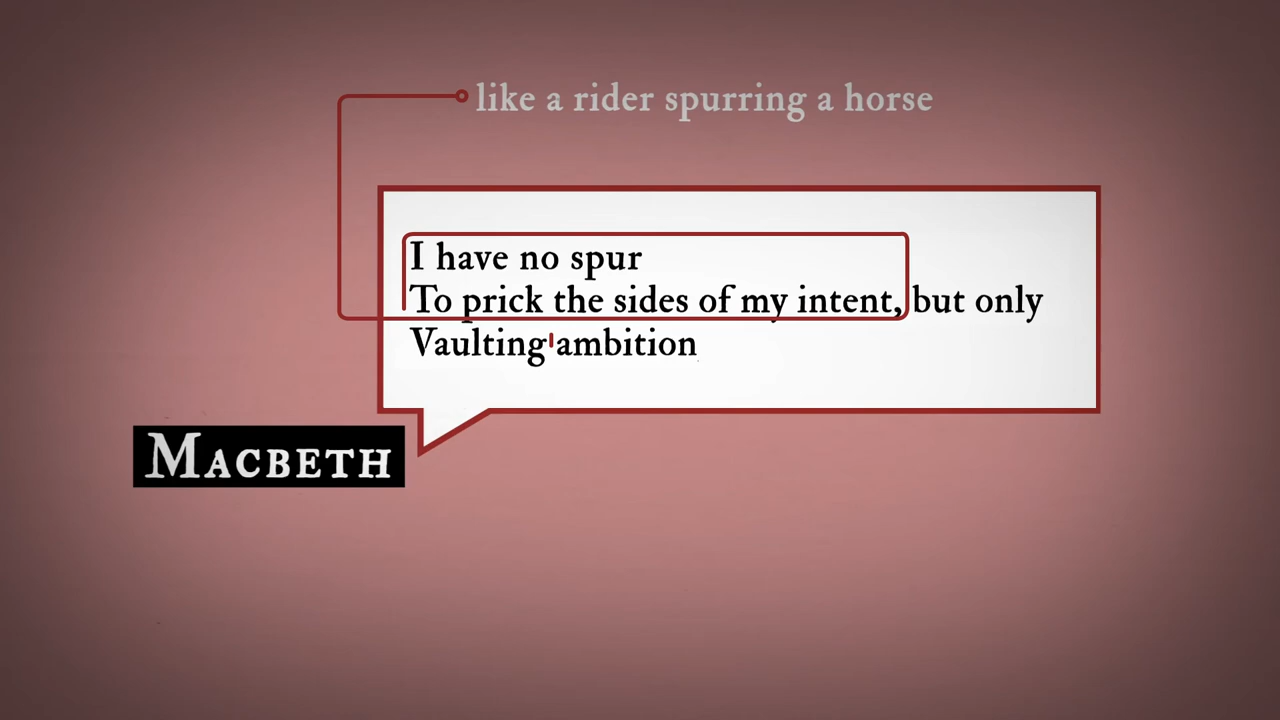 like a rider spurring a horse
I have no spur
To prick the sides of my intent, but only
Vaulting ambition
MACBETH